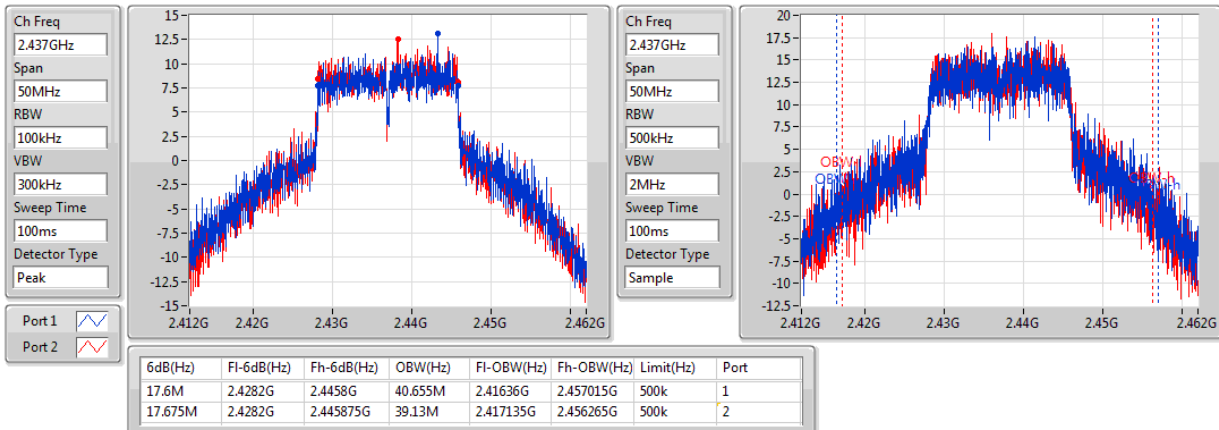 Ch Freq
2.437GHz
Span
50MHz
RBW
100kHz
VBW
300kHz
Sweep Time
100ms
Detector Type
Peak
Port 1
Port 2
15
12.5
10
7.5
5
2.5
0
-2.5
-5
-7.5
-10
-12.5
-15
2.412G 2.42G 2.43G 2.44G 2.45G 2.462G
Ch Freq
2.437GHz
Span
50MHz
RBW
500kHz
VBW
2MHz
Sweep Time
100ms
Detector Type
Sample
20
17.5
15
12.5
10
7.5
5
2.5
0
-2.5
-5
-7.5
-10
-12.5
2.412G 2.42G 2.43G 2.44G 2.45G 2.462G
6dB(Hz) Fl-6dB(Hz) Fh-6dB(Hz) OBW(Hz) Fl-OBW(Hz) Fh-OBW(Hz) Limit(Hz) Port
17.6M 2.4282G 2.4458G 40.655M 2.41636G 2.457015G 500k 1
17.675M 2.4282G 2.445875G 39.13M 2.417135G 2.456265G 500k 2